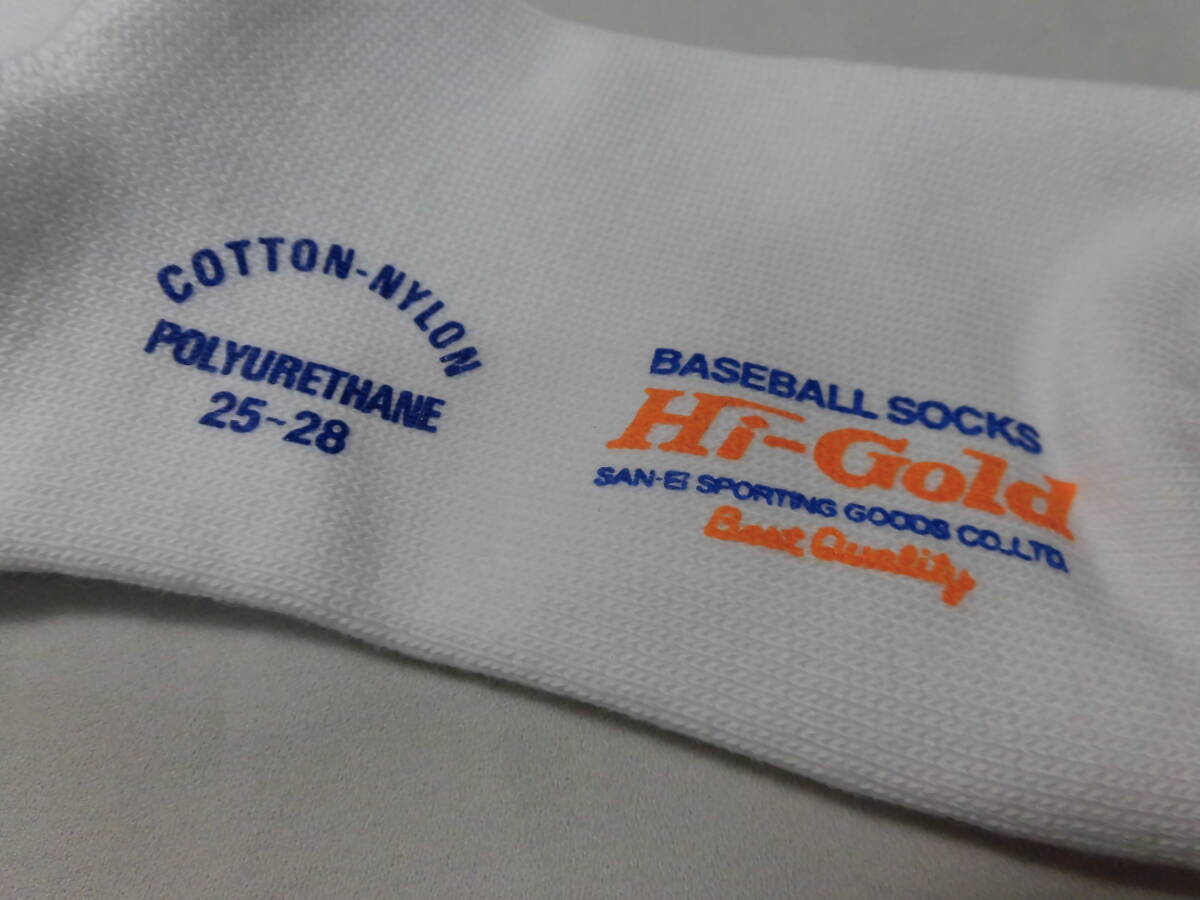 COTTON-NYLON
POLYURETHANE
25~28
BASEBALL SOCKS
Hi-Gold
SAN-EI SPORTING GOODS CO.,LTD.
Best Quality